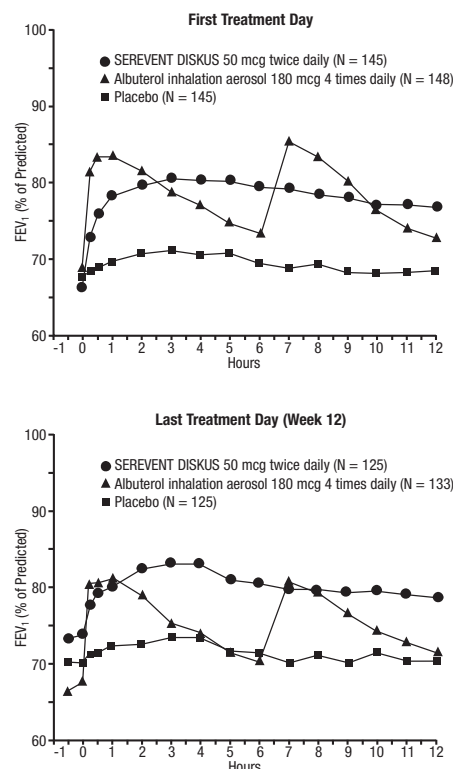 First Treatment Day
100
90
80
70
60
FEV1 (% of Predicted)
SEREVENT DISKUS 50 mcg twice daily (N = 145)
Albuterol inhalation aerosol 180 mcg 4 times daily (N = 148)
Placebo (N = 145)
-1 0 1 2 3 4 5 6 7 8 9 10 11 12
Hours
Last Treatment Day (Week 12)
100
90
80
70
60
FEV1 (% of Predicted)
SEREVENT DISKUS 50 mcg twice daily (N = 125)
Albuterol inhalation aerosol 180 mcg 4 times daily (N = 133)
Placebo (N = 125)
-1 0 1 2 3 4 5 6 7 8 9 10 11 12
Hours